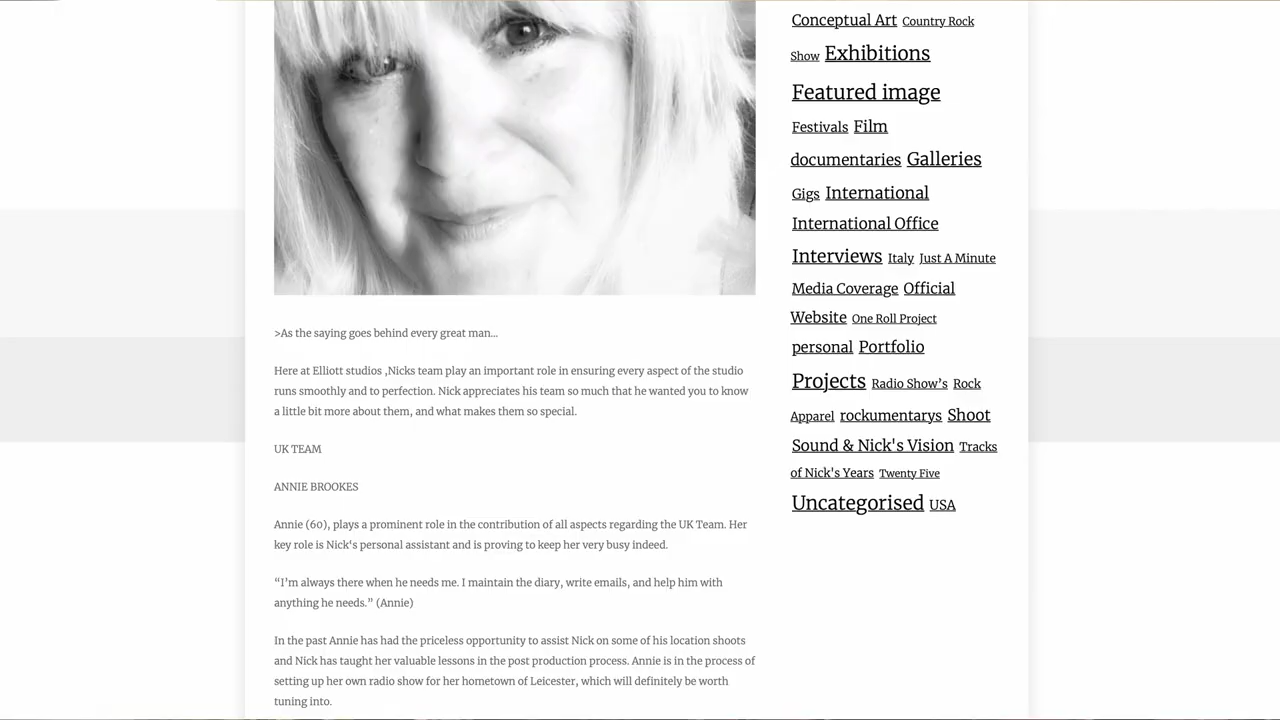 >As the saying goes behind every great man...
Here at Elliott studios ,Nicks team play an important role in ensuring every aspect of the studio
runs smoothly and to perfection. Nick appreciates his team so much that he wanted you to know
a little bit more about them, and what makes them so special.
UK TEAM
ANNIE BROOKES
Annie (60), plays a prominent role in the contribution of all aspects regarding the UK Team. Her
key role is Nick's personal assistant and is proving to keep her very busy indeed.
“I’m always there when he needs me. I maintain the diary, write emails, and help him with
anything he needs.” (Annie)
In the past Annie has had the priceless opportunity to assist Nick on some of his location shoots
and Nick has taught her valuable lessons in the post production process. Annie is in the process of
setting up her own radio show for her hometown of Leicester, which will definitely be worth
tuning into.
Conceptual Art Country Rock
Show Exhibitions
Featured image
Festivals Film
documentaries Galleries
Gigs International
International Office
Interviews Italy Just A Minute
Media Coverage Official
Website One Roll Project
personal Portfolio
Projects Radio Show’s Rock
Apparel rockumentarys Shoot
Sound & Nick's Vision Tracks
of Nick's Years Twenty Five
Uncategorised USA